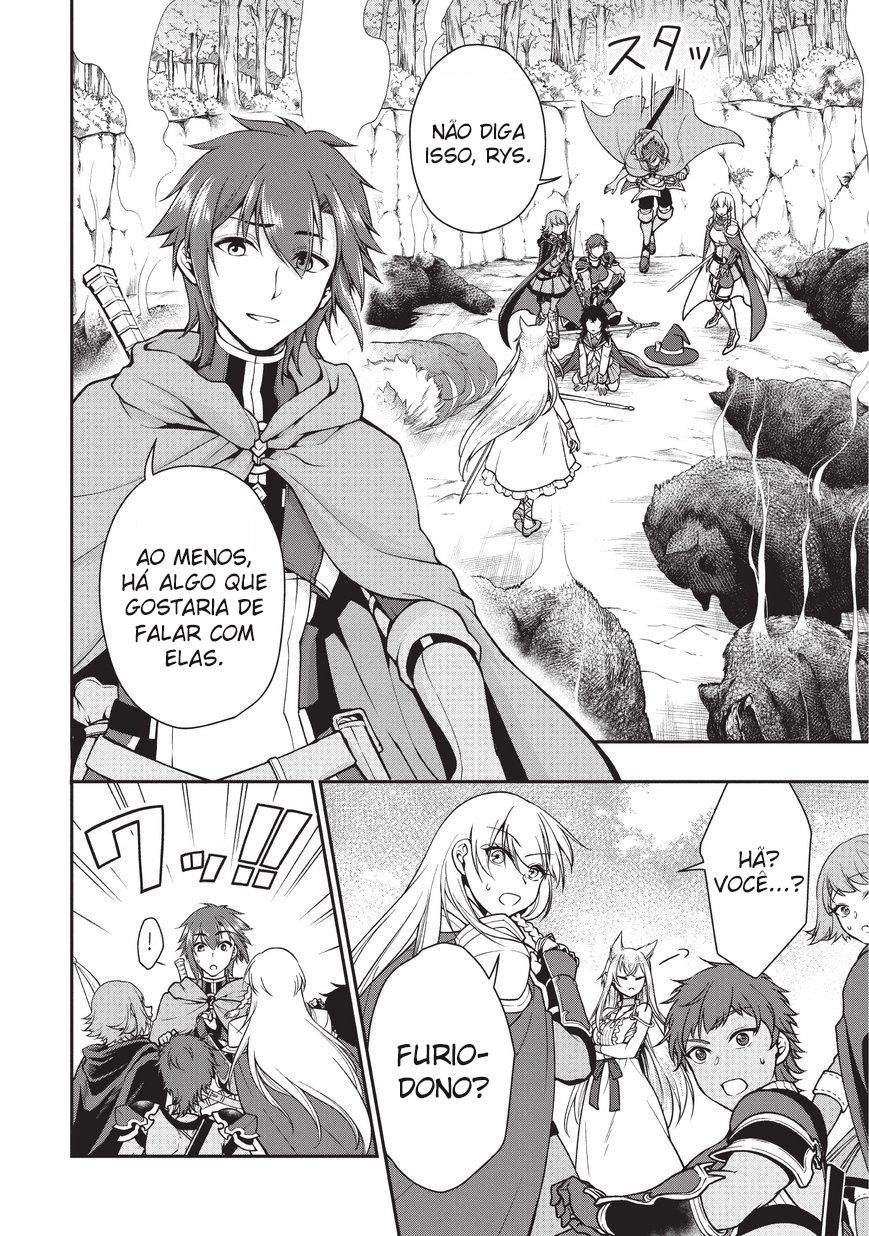 スタッ
NÃO DIGA
ISSO, RYS.
AO MENOS,
HÁ ALGO QUE
GOSTARIA DE
FALAR COM
ELAS.
HÃ?
VOCÊ...?
FURIO-
DONO?
ワッ!!
!